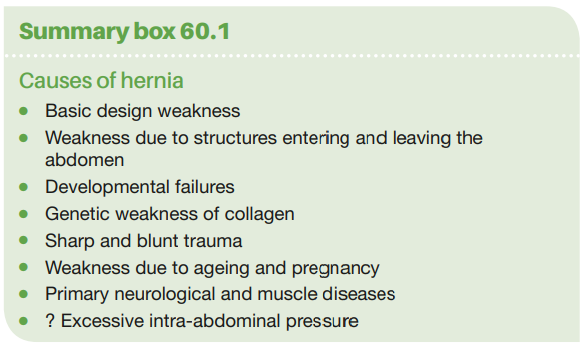 Summary box 60.1
Causes of hernia
• Basic design weakness
• Weakness due to structures entering and leaving the
abdomen
• Developmental failures
• Genetic weakness of collagen
• Sharp and blunt trauma
• Weakness due to ageing and pregnancy
• Primary neurological and muscle diseases
• ? Excessive intra-abdominal pressure